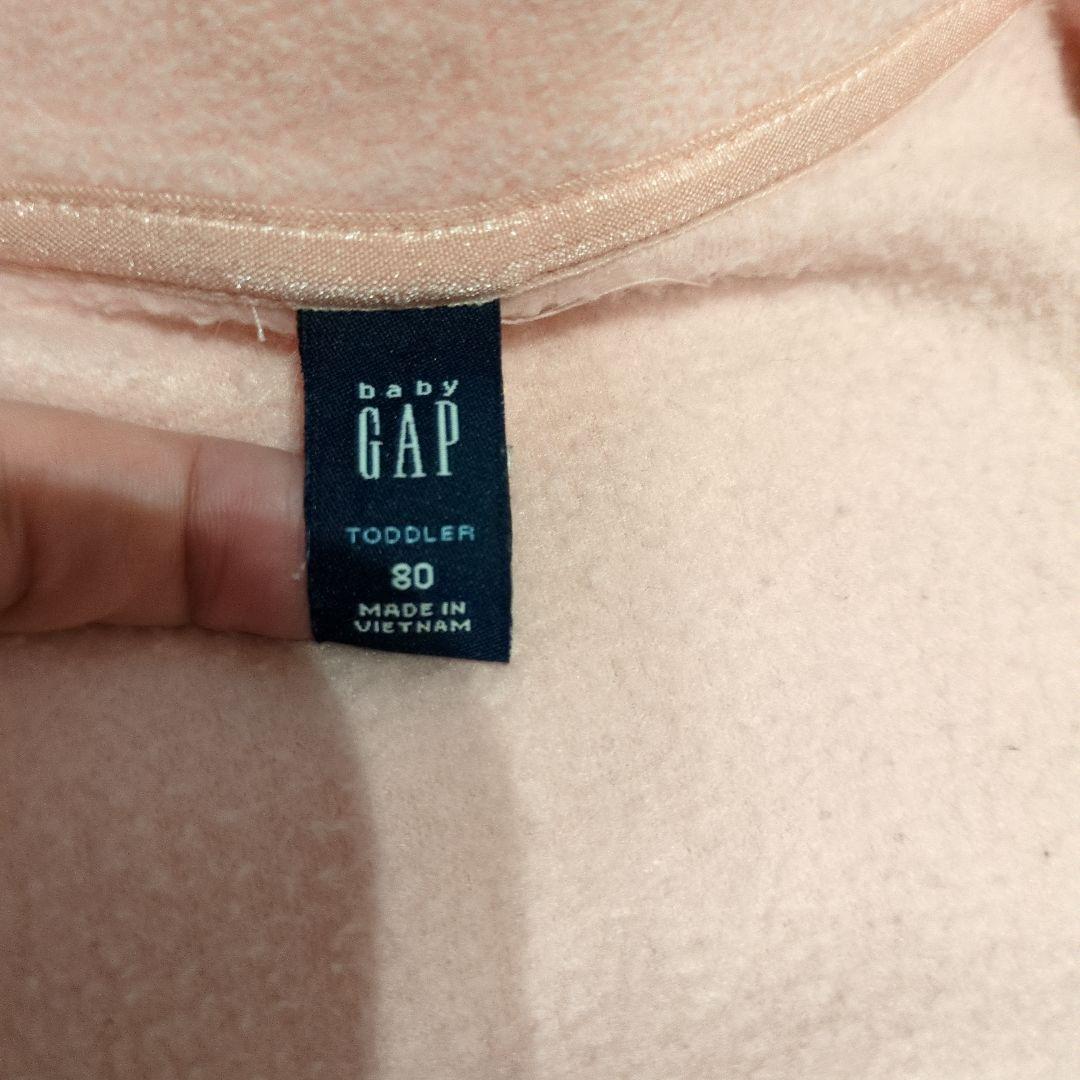 baby
GAP
TODDLER
80
MADE IN
VIETNAM